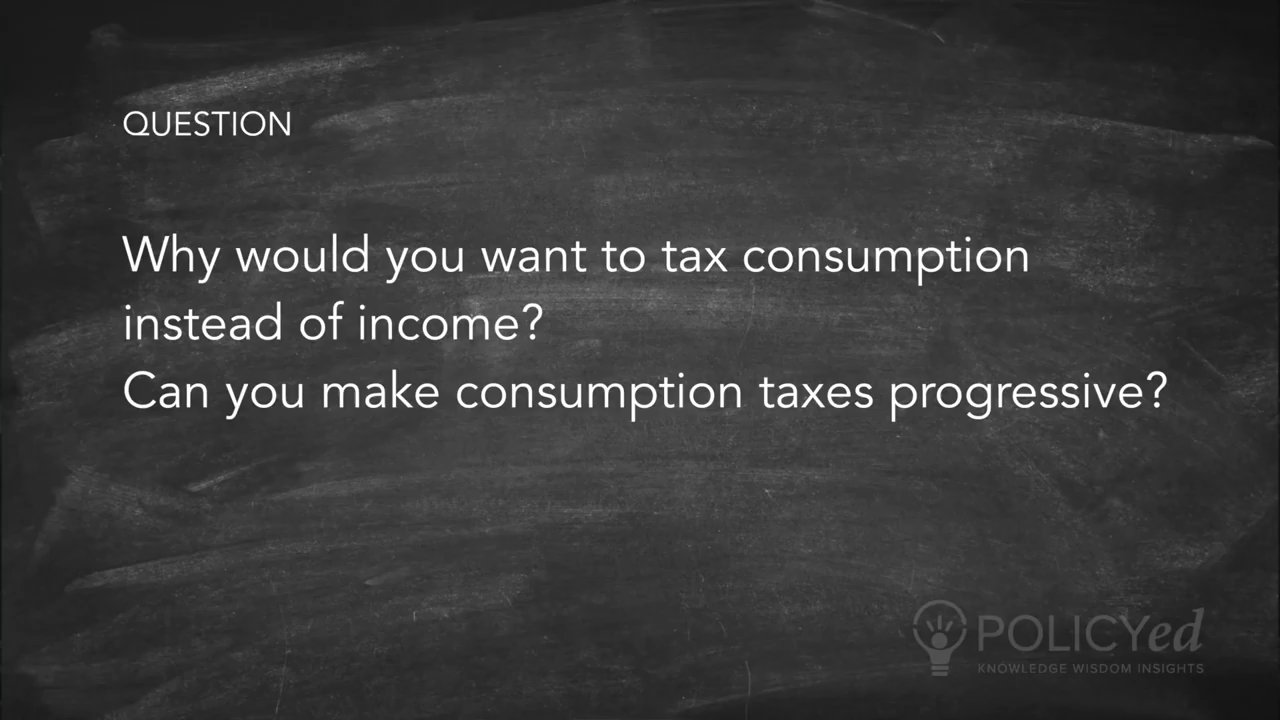 QUESTION
Why would you want to tax consumption
instead of income?
Can you make consumption taxes progressive?
POLICYed
KNOWLEDGE WISDOM INSIGHTS